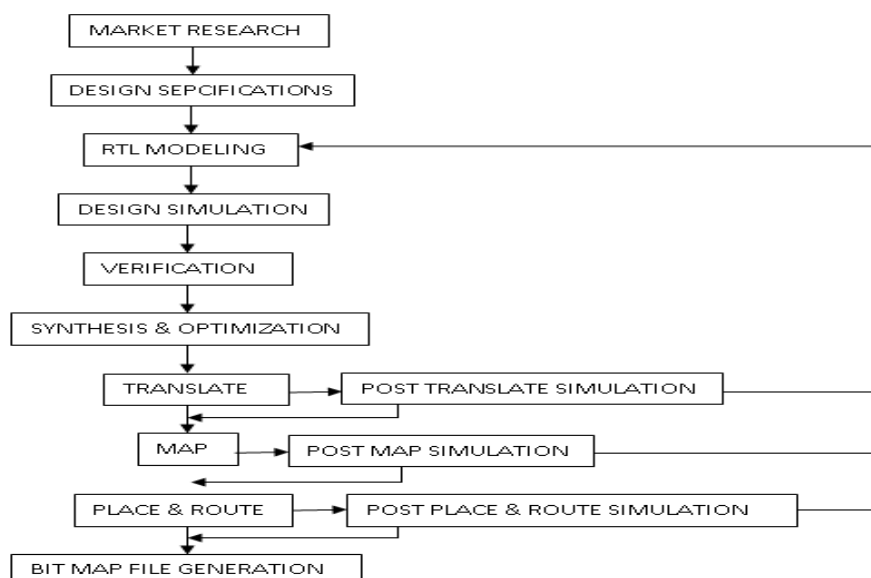 MARKET RESEARCH
DESIGN SEPCIFICATIONS
RTL MODELING
DESIGN SIMULATION
VERIFICATION
SYNTHESIS & OPTIMIZATION
TRANSLATE
POST TRANSLATE SIMULATION
MAP
POST MAP SIMULATION
PLACE & ROUTE
POST PLACE & ROUTE SIMULATION
BIT MAP FILE GENERATION